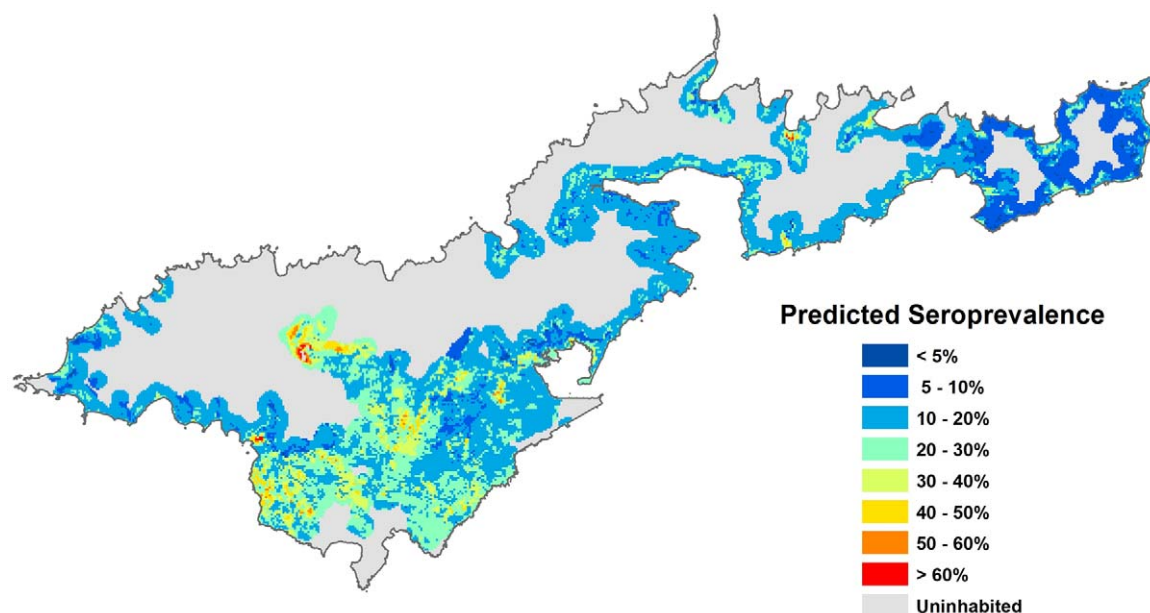 Predicted Seroprevalence
< 5%
5 - 10%
10 - 20%
20 - 30%
30 - 40%
40 - 50%
50 - 60%
> 60%
Uninhabited